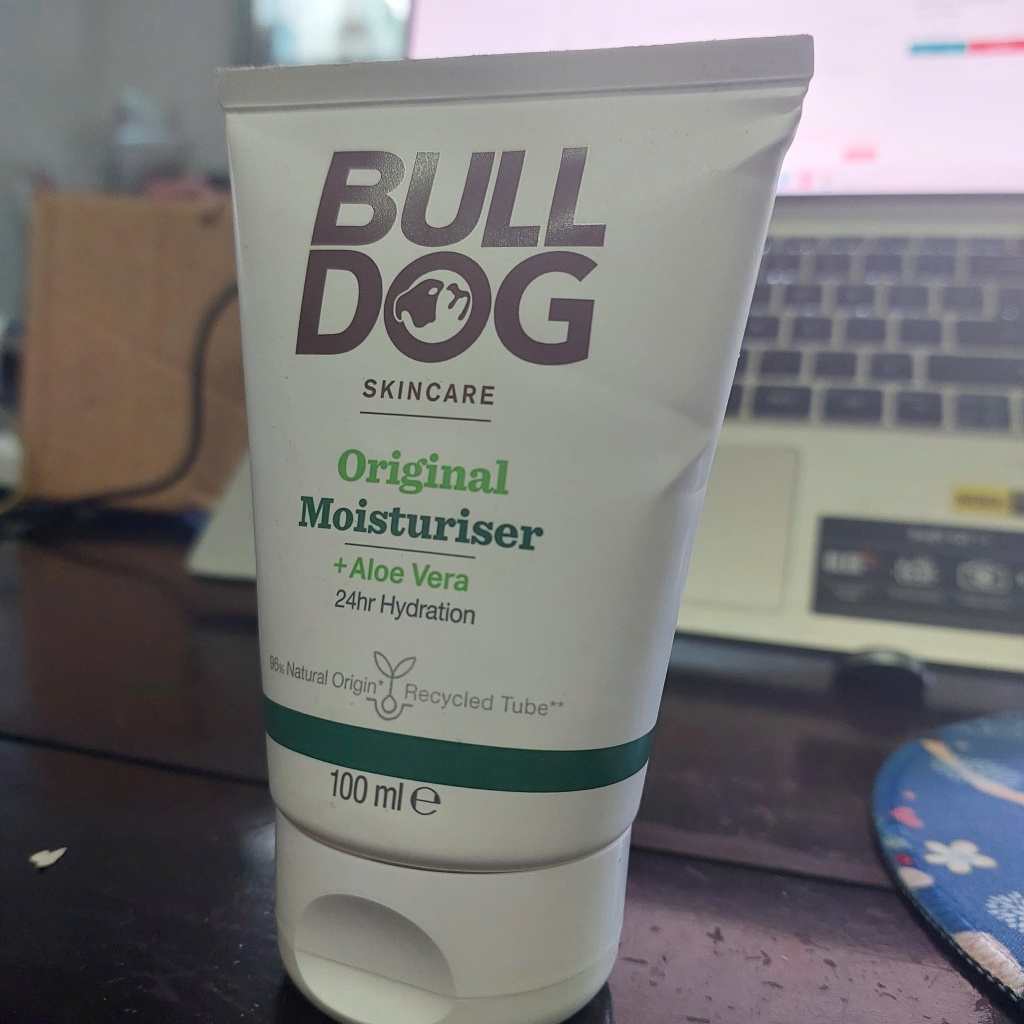 BULL
DOG
SKINCARE
Original
Moisturiser
+Aloe Vera
24hr Hydration
96% Natural Origin* Recycled Tube**
100 ml ℮